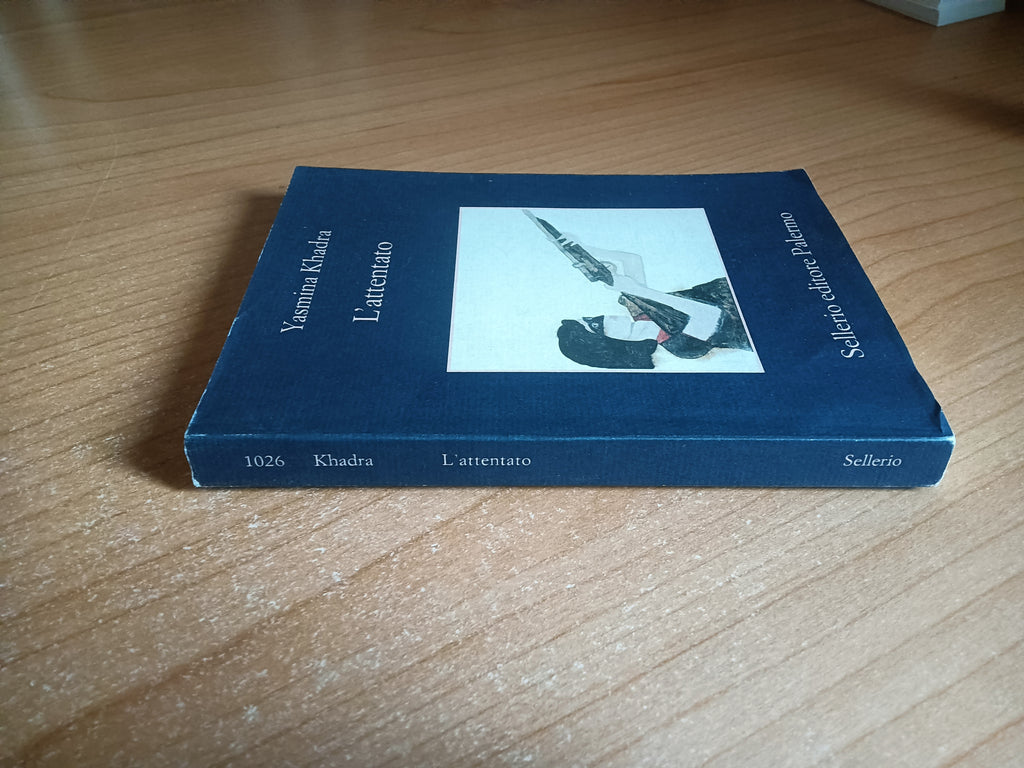 Yasmina Khadra
L'attentato
Sellerio editore Palermo
1026 Khadra L'attentato Sellerio